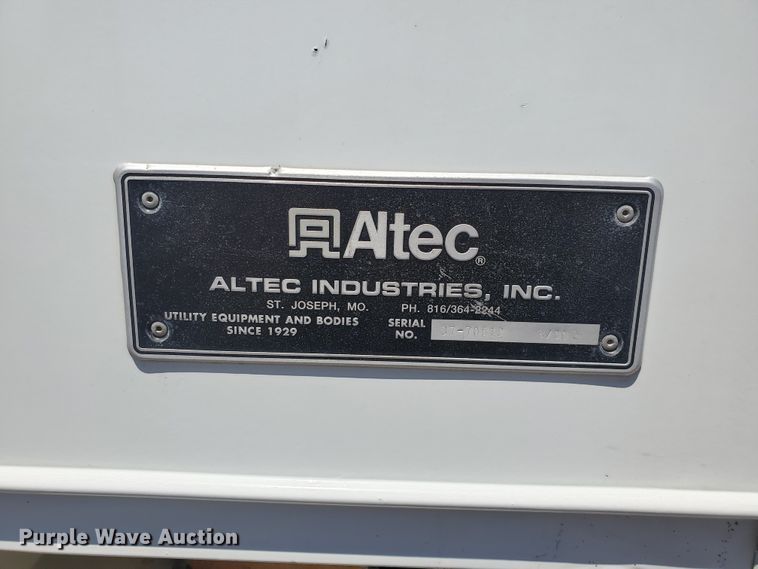 Altec®
ALTEC INDUSTRIES, INC.
ST. JOSEPH, MO. PH. 816/364-2244
UTILITY EQUIPMENT AND BODIES
SINCE 1929
SERIAL
NO.
Purple Wave Auction